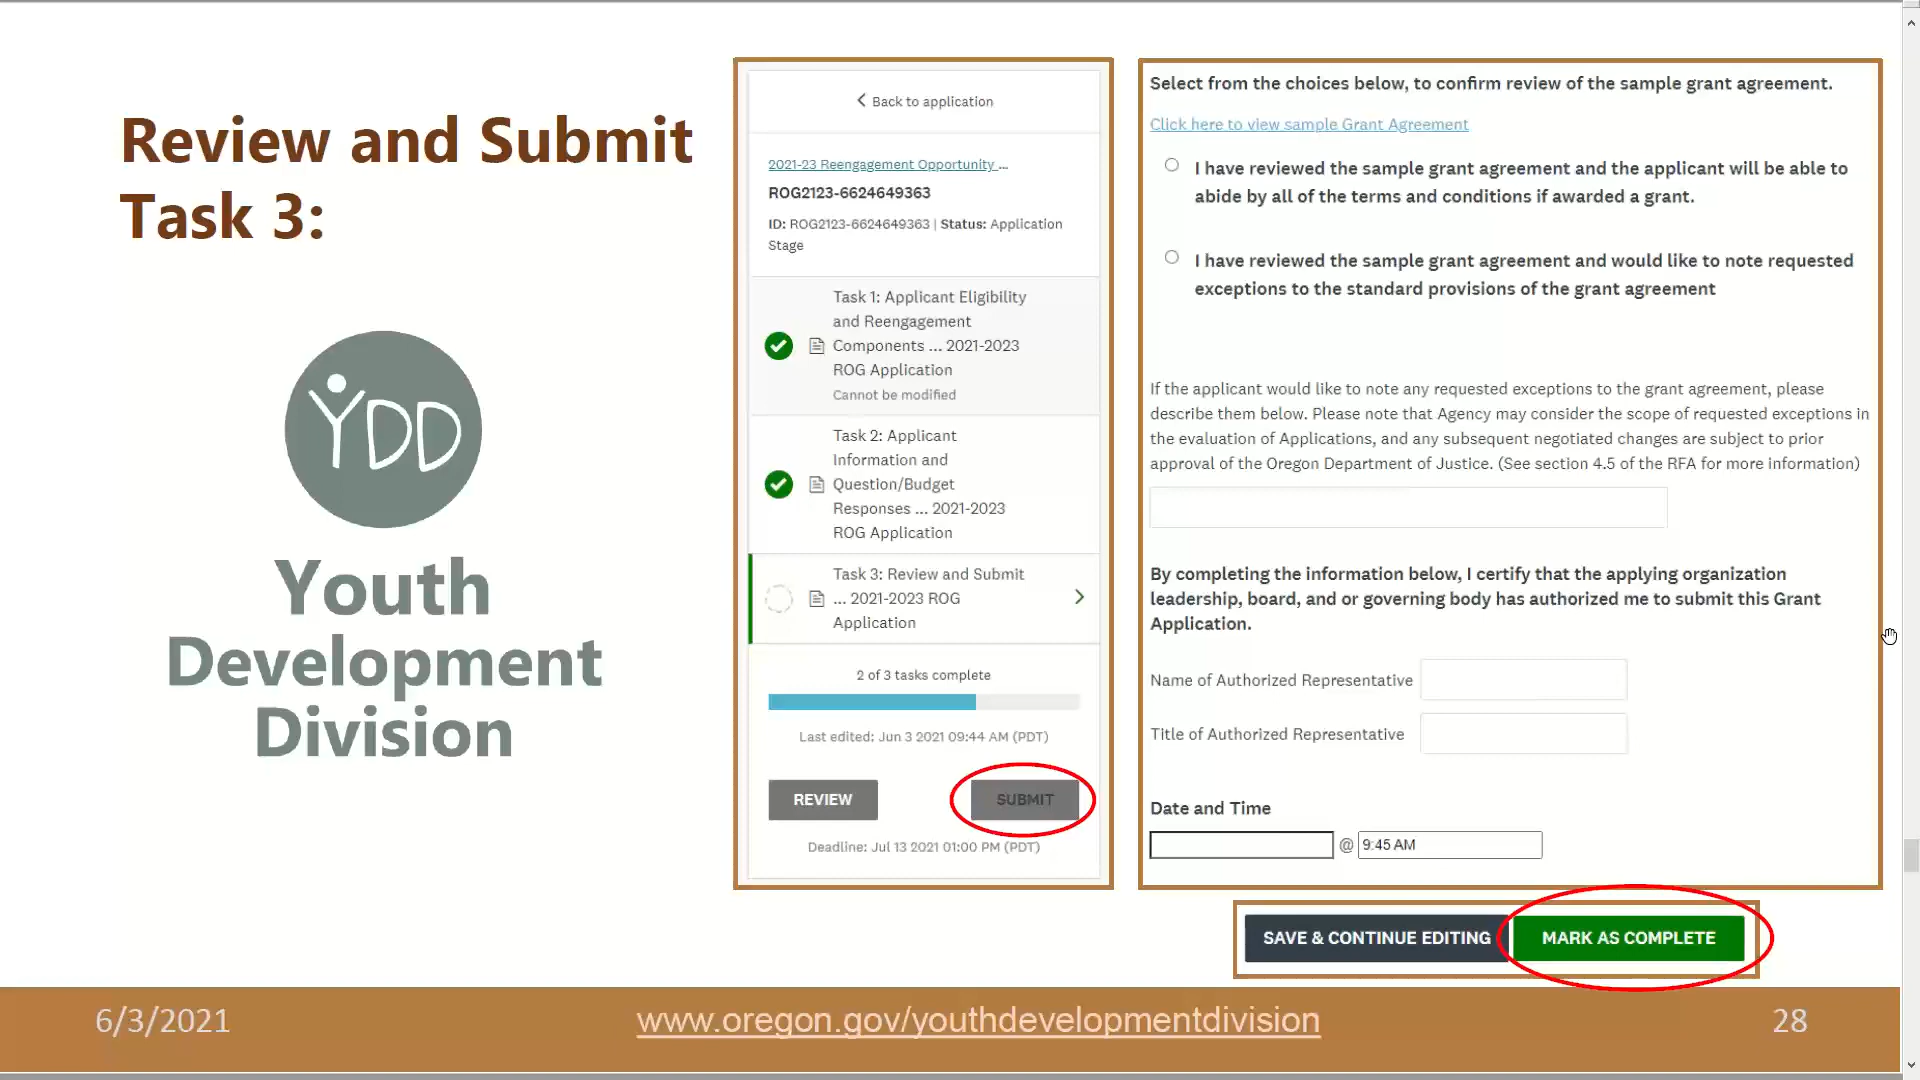 Review and Submit
Task 3:
YDD
Youth
Development
Division
Back to application
2021-23 Reengagement Opportunity ...
ROG2123-6624649363
ID: ROG2123-6624649363 | Status: Application
Stage
Task 1: Applicant Eligibility
and Reengagement
Components ... 2021-2023
ROG Application
Cannot be modified
Task 2: Applicant
Information and
Question/Budget
Responses ... 2021-2023
ROG Application
Task 3: Review and Submit
... 2021-2023 ROG
Application
2 of 3 tasks complete
Last edited: Jun 3 2021 09:44 AM (PDT)
REVIEW
SUBMIT
Deadline: Jul 13 2021 01:00 PM (PDT)
Select from the choices below, to confirm review of the sample grant agreement.
Click here to view sample Grant Agreement
I have reviewed the sample grant agreement and the applicant will be able to
abide by all of the terms and conditions if awarded a grant.
I have reviewed the sample grant agreement and would like to note requested
exceptions to the standard provisions of the grant agreement
If the applicant would like to note any requested exceptions to the grant agreement, please
describe them below. Please note that Agency may consider the scope of requested exceptions in
the evaluation of Applications, and any subsequent negotiated changes are subject to prior
approval of the Oregon Department of Justice. (See section 4.5 of the RFA for more information)
By completing the information below, I certify that the applying organization
leadership, board, and or governing body has authorized me to submit this Grant
Application.
Name of Authorized Representative
Title of Authorized Representative
Date and Time
@ 9:45 AM
SAVE & CONTINUE EDITING
MARK AS COMPLETE
6/3/2021
www.oregon.gov/youthdevelopmentdivision
28